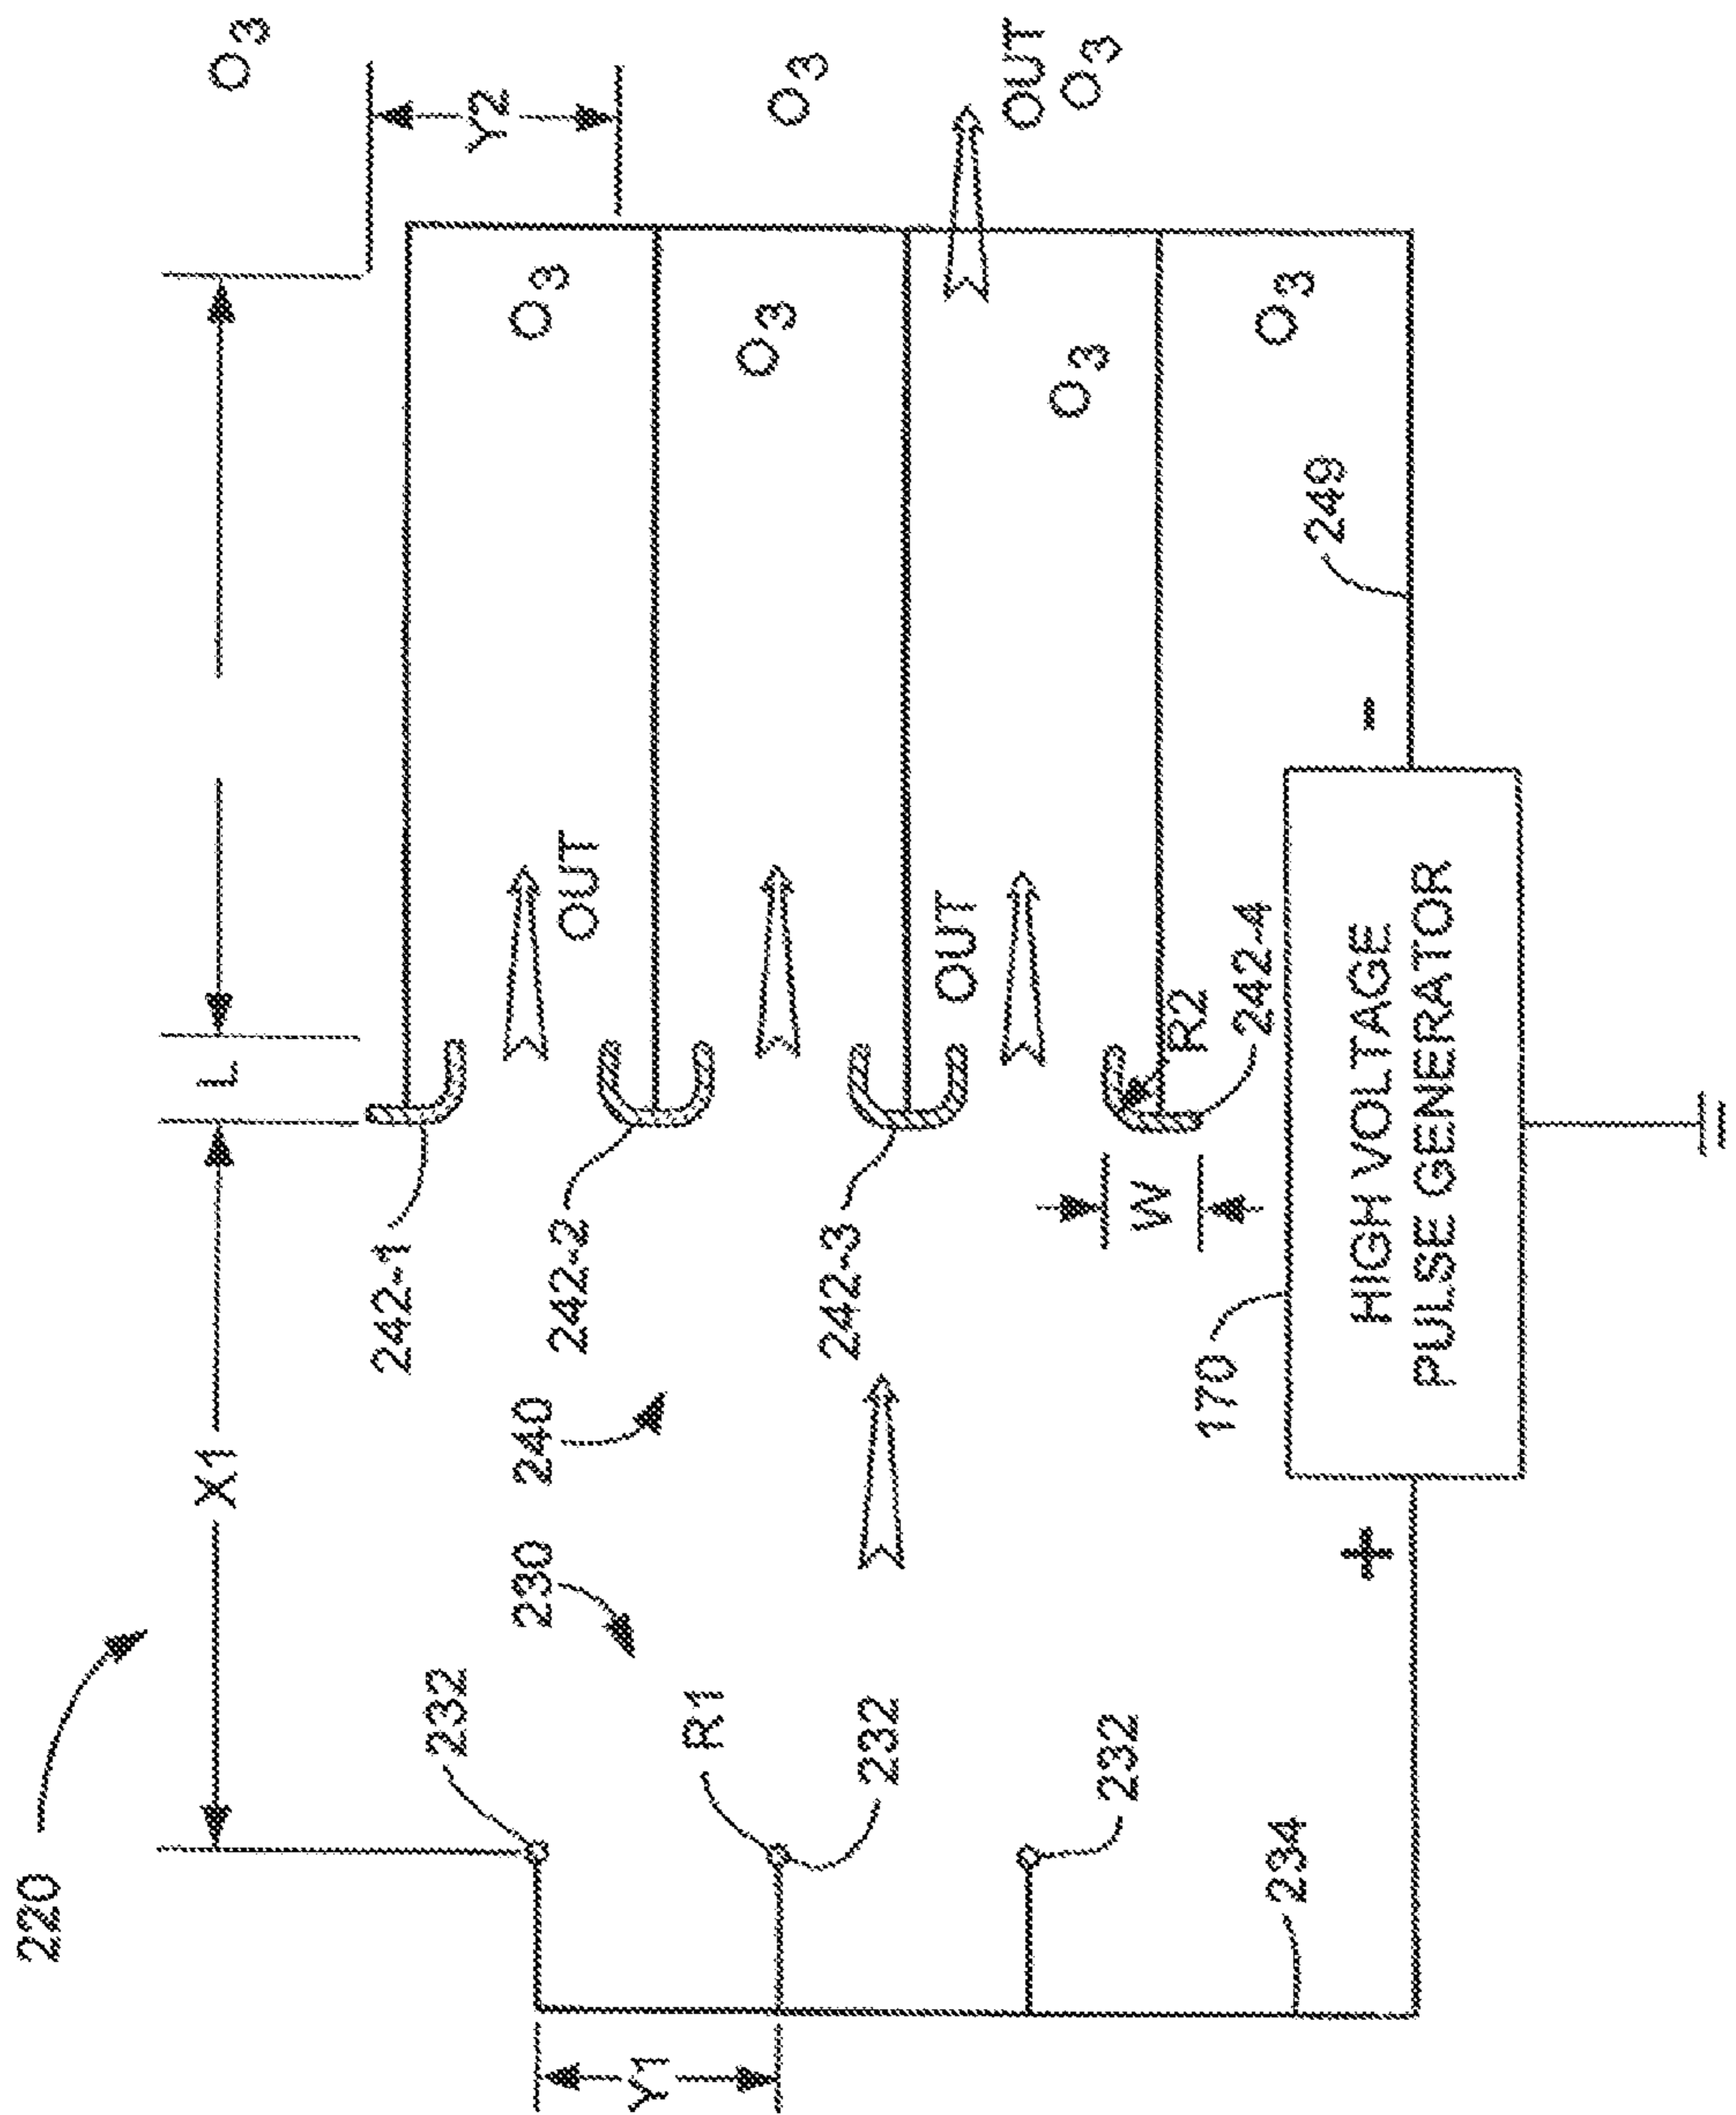 220
X1
L
O3
Y2
232
230
240
242-1
OUT
O3
R1
242-2
O3
O3
Y1
232
242-3
OUT
OUT
O3
O3
232
W
R2
242-4
234
170
249
O3
+
-
HIGH VOLTAGE
PULSE GENERATOR